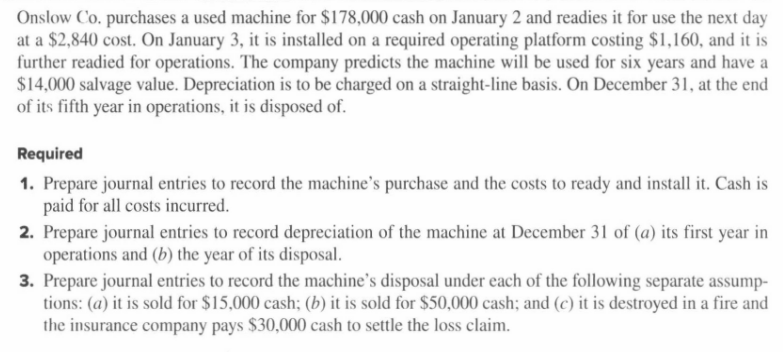 Onslow Co. purchases a used machine for $178,000 cash on January 2 and readies it for use the next day
at a $2,840 cost. On January 3, it is installed on a required operating platform costing $1,160, and it is
further readied for operations. The company predicts the machine will be used for six years and have a
$14,000 salvage value. Depreciation is to be charged on a straight-line basis. On December 31, at the end
of its fifth year in operations, it is disposed of.
Required
1. Prepare journal entries to record the machine's purchase and the costs to ready and install it. Cash is
paid for all costs incurred.
2. Prepare journal entries to record depreciation of the machine at December 31 of (a) its first year in
operations and (b) the year of its disposal.
3. Prepare journal entries to record the machine's disposal under each of the following separate assump-
tions: (a) it is sold for $15,000 cash; (b) it is sold for $50,000 cash; and (c) it is destroyed in a fire and
the insurance company pays $30,000 cash to settle the loss claim.